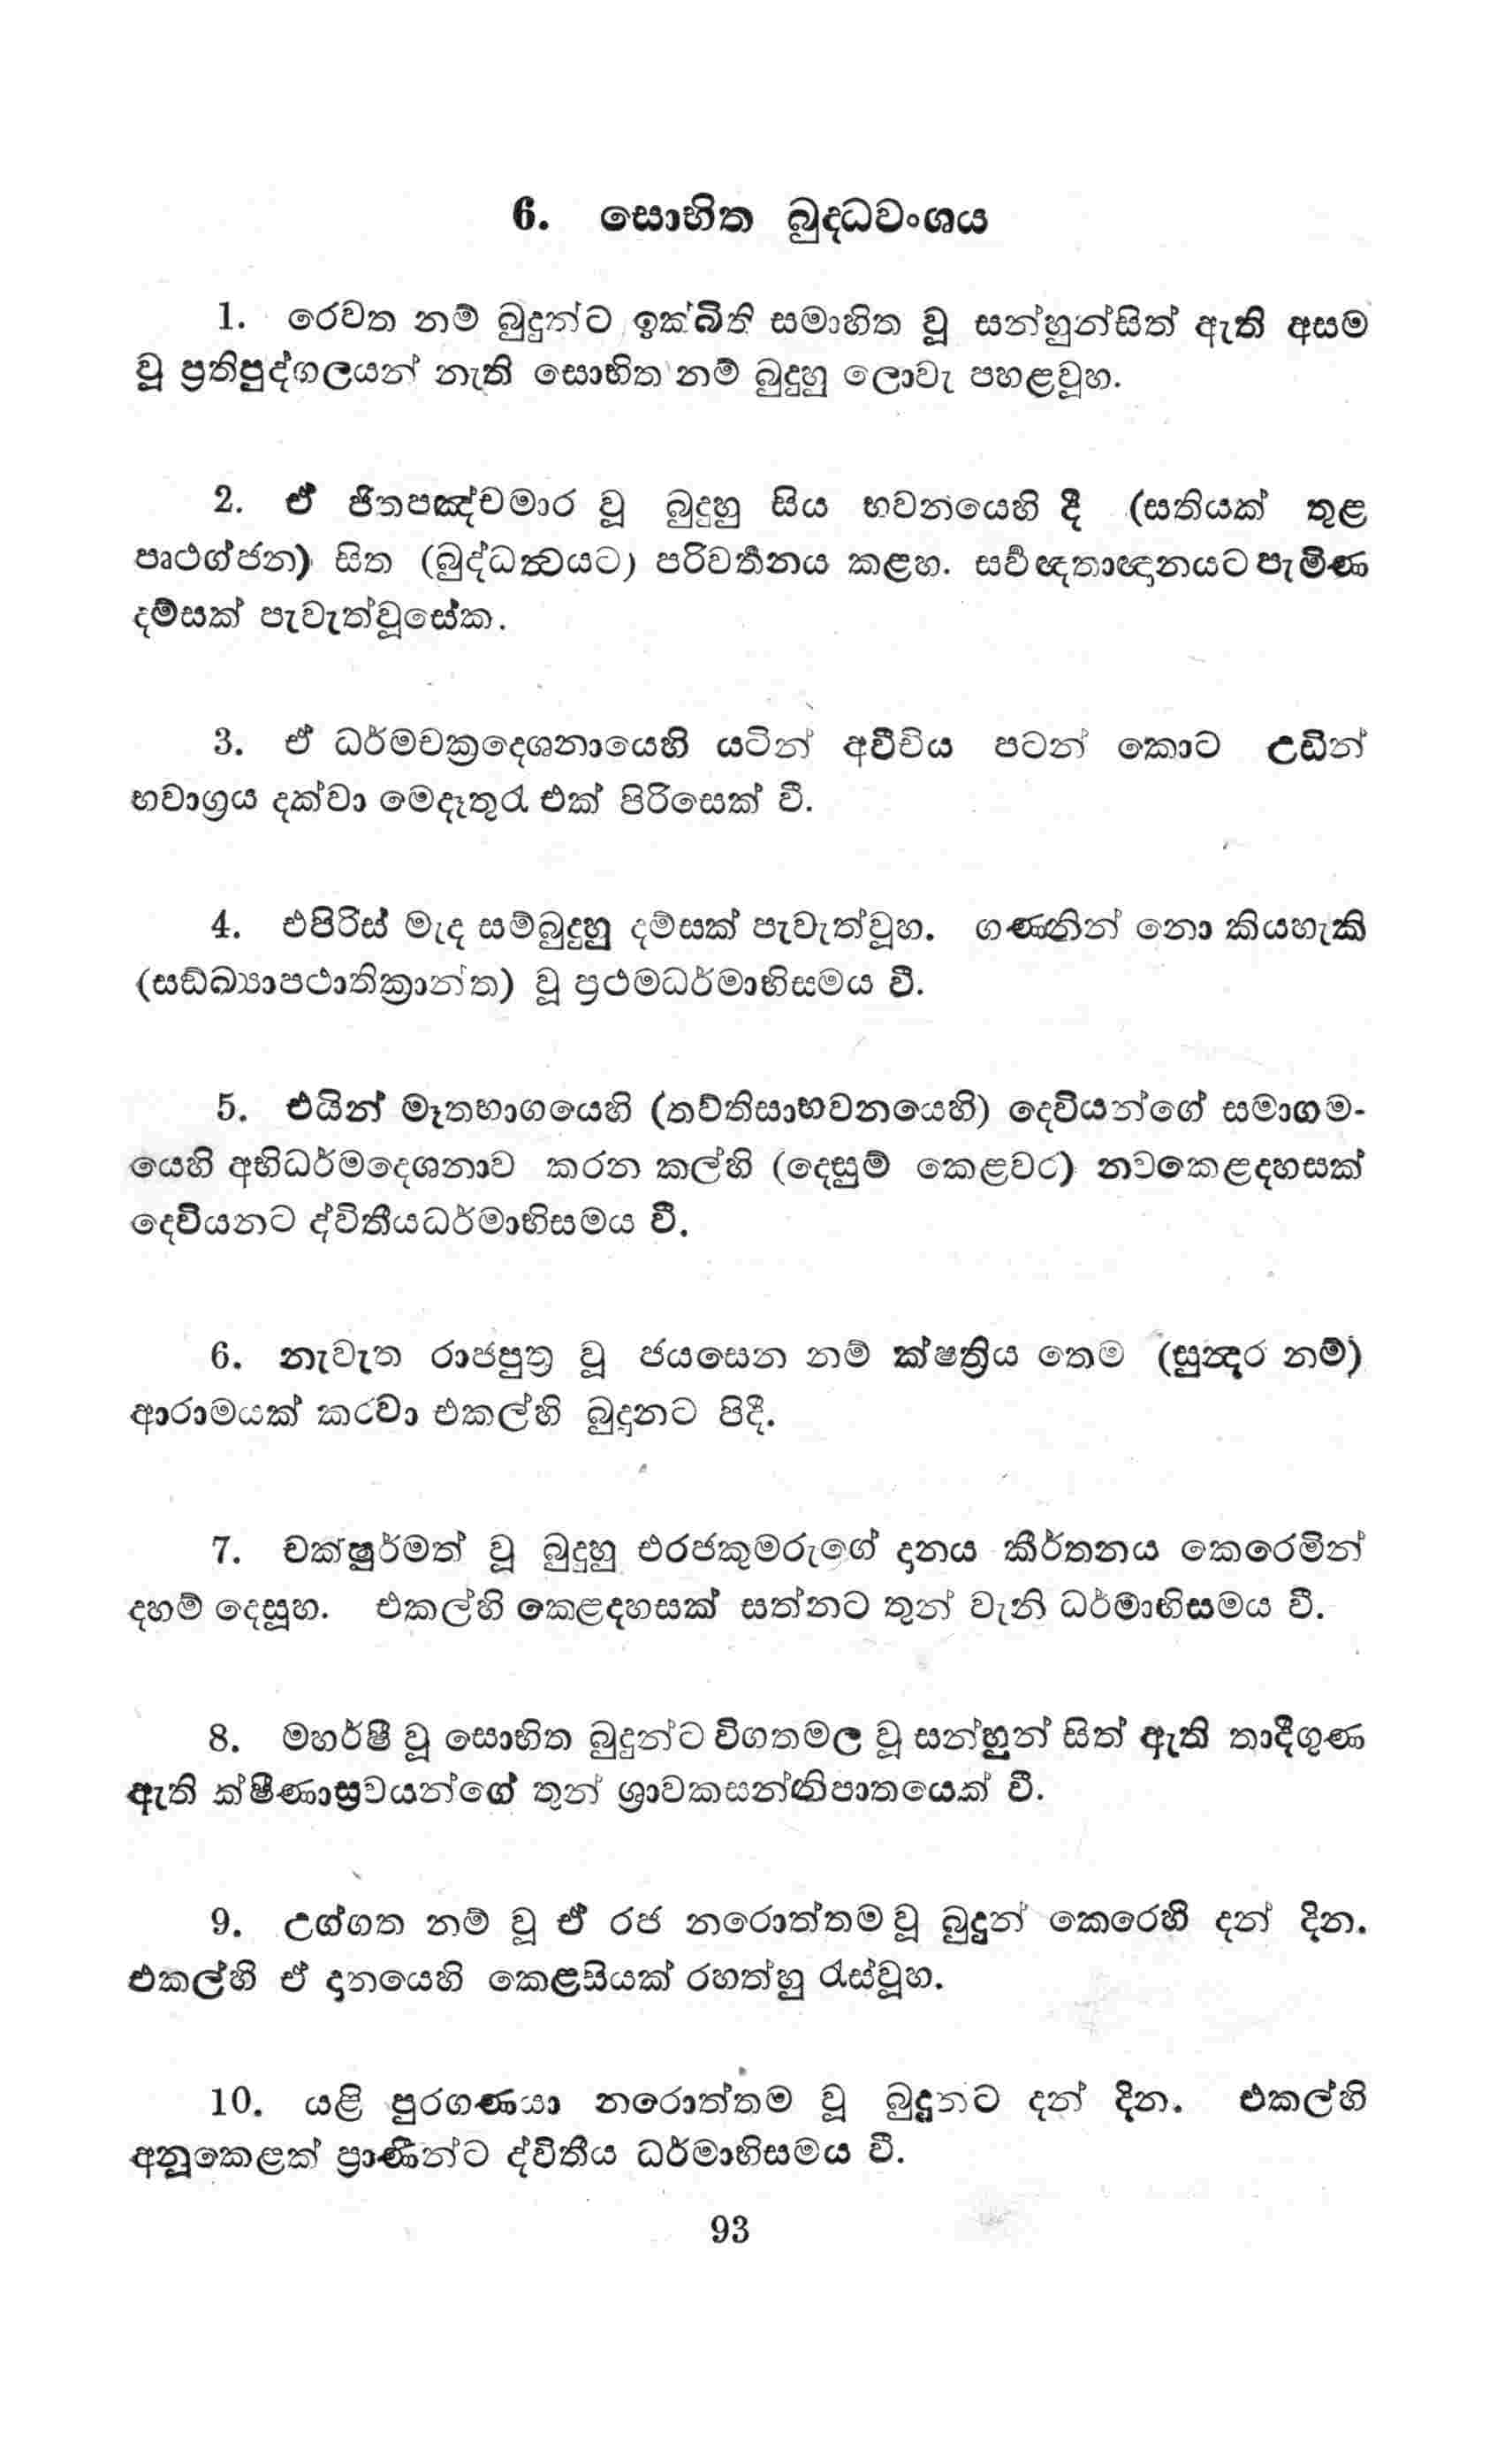 6. සොභිත බුද්ධවංශය
1. රෙවත නම් බුදුන්ට ඉක්බිති සමාහිත වූ සන්හුන්සිත් ඇති අසම
වූ ප්‍රතිපුද්ගලයන් නැති සොභිත නම් බුදුහු ලොවැ පහළවූහ.
2. ඒ ජිතපඤ්චමාර වූ බුදුහු සිය භවනයෙහි දී (සතියක් තුළ
පෘථග්ජන) සිත (බුද්ධත්‍වයට) පරිවර්‍තනය කළහ. සර්‍වඥතාඥානයට පැමිණ
දම්සක් පැවැත්වූසේක.
3. ඒ ධර්මචක්‍රදෙශනායෙහි යටින් අවීචිය පටන් කොට උඩින්
භවාග්‍රය දක්වා මෙදෑතුරැ එක් පිරිසෙක් වී.
4. එපිරිස් මැද සම්බුදුහු දම්සක් පැවැත්වූහ. ගණනින් නො කියහැකි
(සඞ්ඛ්‍යාපථාතික්‍රාන්ත) වූ ප්‍රථමධර්මාභිසමය වී.
5. එයින් මෑතභාගයෙහි (තව්තිසාභවනයෙහි) දෙවියන්ගේ සමාගම-
යෙහි අභිධර්මදෙශනාව කරන කල්හි (දෙසුම් කෙළවර) නවකෙළදහසක්
දෙවියනට ද්විතීයධර්මාභිසමය වී.
6. නැවැත රාජපුත්‍ර වූ ජයසෙන නම් ක්ෂත්‍රිය තෙම (සුන්‍දර නම්)
ආරාමයක් කරවා එකල්හි බුදුනට පිදී.
7. චක්ෂුර්මත් වූ බුදුහු එරජකුමරුගේ දානය කීර්තනය කෙරෙමින්
දහම් දෙසූහ. එකල්හි කෙළදහසක් සත්නට තුන් වැනි ධර්මාභිසමය වී.
8. මහර්ෂී වූ සොභිත බුදුන්ට විගතමල වූ සන්හුන් සිත් ඇති තාදීගුණ
ඇති ක්ෂීණාස්‍රවයන්ගේ තුන් ශ්‍රාවකසන්නිපාතයෙක් වී.
9. උග්ගත නම් වූ ඒ රජ නරොත්තම වූ බුදුන් කෙරෙහි දන් දින.
එකල්හි ඒ දානයෙහි කෙළසියක් රහත්හු රැස්වූහ.
10. යළි පුරගණයා නරොත්තම වූ බුදුනට දන් දින. එකල්හි
අනූකෙළක් ප්‍රාණීන්ට ද්විතීය ධර්මාභිසමය වී.
93